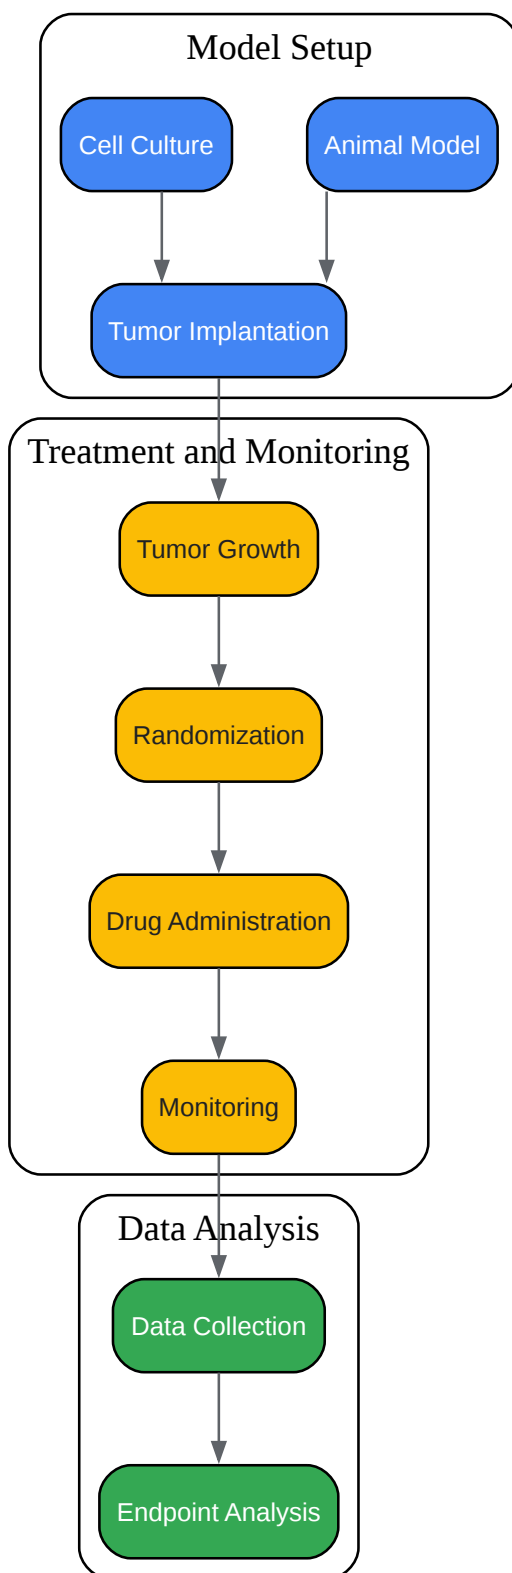 Model Setup
Cell Culture
Animal Model
Tumor Implantation
Treatment and Monitoring
Tumor Growth
Randomization
Drug Administration
Monitoring
Data Analysis
Data Collection
Endpoint Analysis